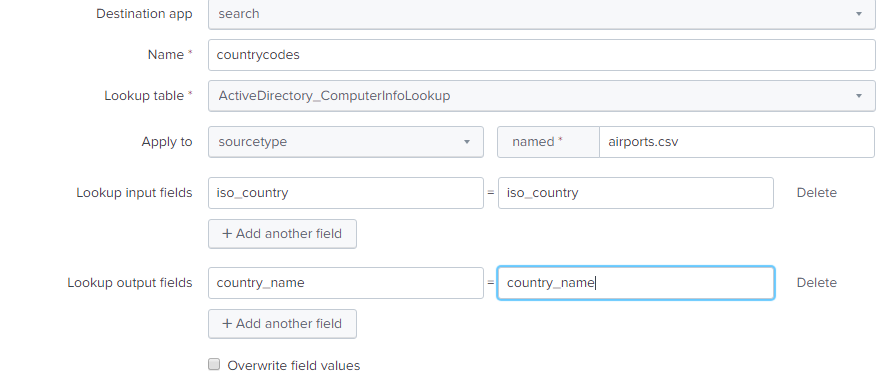 Destination app search
Name * countrycodes
Lookup table * ActiveDirectory_ComputerInfoLookup
Apply to sourcetype named * airports.csv
Lookup input fields iso_country = iso_country Delete
+ Add another field
Lookup output fields country_name = country_name Delete
+ Add another field
Overwrite field values